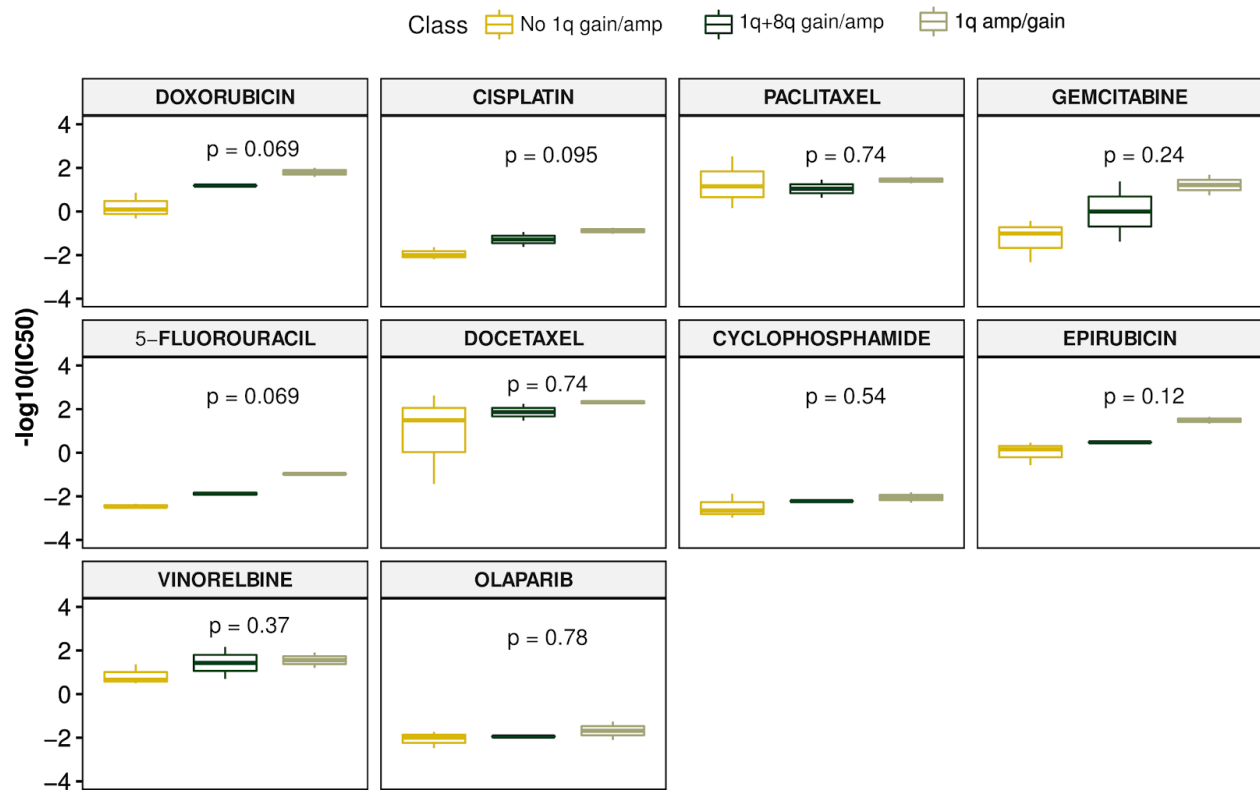 Class No 1q gain/amp 1q+8q gain/amp 1q amp/gain
DOXORUBICIN CISPLATIN PACLITAXEL GEMCITABINE
p = 0.069 p = 0.095 p = 0.74 p = 0.24
4
2
0
−2
−4
5−FLUOROURACIL DOCETAXEL CYCLOPHOSPHAMIDE EPIRUBICIN
p = 0.069 p = 0.74 p = 0.54 p = 0.12
4
2
0
−2
−4
-log10(IC50)
VINORELBINE OLAPARIB
p = 0.37 p = 0.78
4
2
0
−2
−4